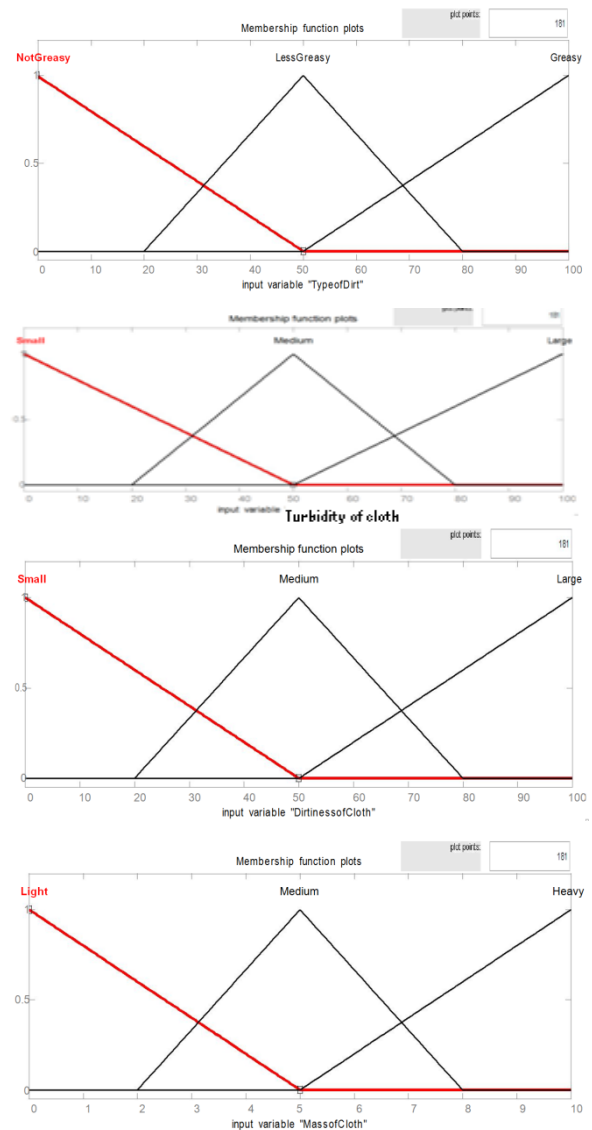 Membership function plots plot points: 181
NotGreasy LessGreasy Greasy
1
0.5
0
0 10 20 30 40 50 60 70 80 90 100
input variable "TypeofDirt"
Membership function plots 181
Small Medium Large
1
0.5
0
0 10 20 30 40 50 60 70 80 90 100
input variable Turbidity of cloth
Membership function plots plot points: 181
Small Medium Large
1
0.5
0
0 10 20 30 40 50 60 70 80 90 100
input variable "DirtinessofCloth"
Membership function plots plot points: 181
Light Medium Heavy
1
0.5
0
0 1 2 3 4 5 6 7 8 9 10
input variable "MassofCloth"